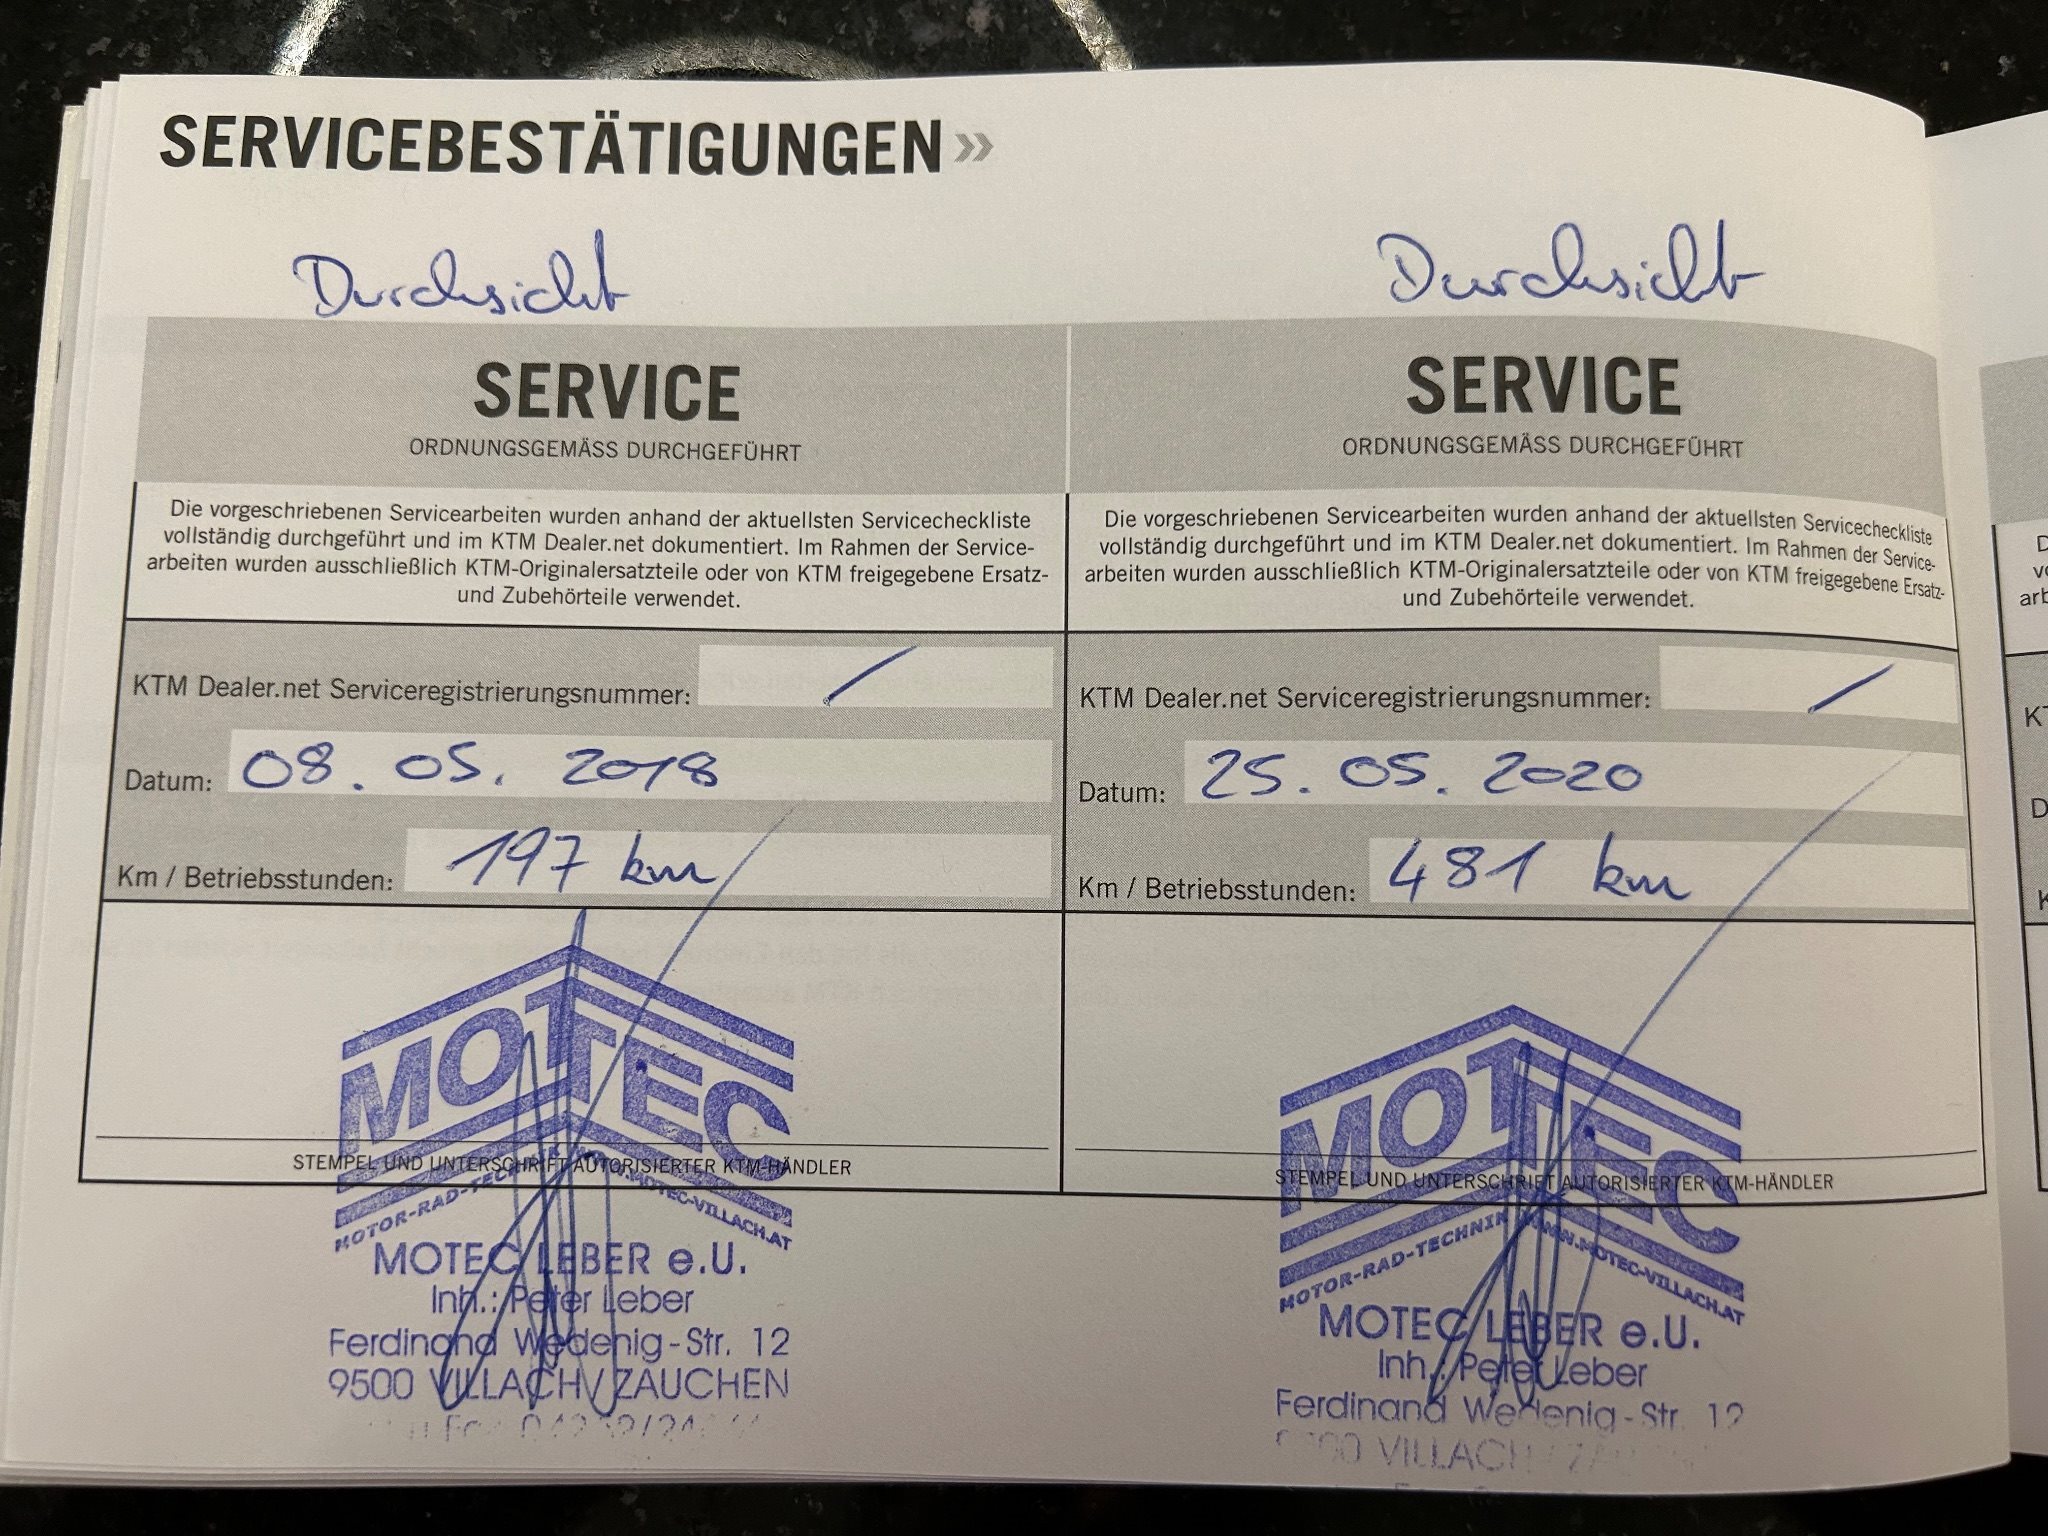 SERVICEBESTÄTIGUNGEN »
Durchsicht
SERVICE
ORDNUNGSGEMÄSS DURCHGEFÜHRT
Die vorgeschriebenen Servicearbeiten wurden anhand der aktuellsten Servicecheckliste
vollständig durchgeführt und im KTM Dealer.net dokumentiert. Im Rahmen der Service-
arbeiten wurden ausschließlich KTM-Originalersatzteile oder von KTM freigegebene Ersatz-
und Zubehörteile verwendet.
KTM Dealer.net Serviceregistrierungsnummer: /
Datum: 08.05.2018
Km / Betriebsstunden: 197 km
MOTEC
STEMPEL UND UNTERSCHRIFT AUTORISIERTER KTM-HÄNDLER
MOTOR-RAD-TECHNIK WWW.MOTEC-VILLACH.AT
MOTEC LEBER e.U.
Inh.: Peter Leber
Ferdinand Wedenig-Str. 12
9500 VILLACH/ZAUCHEN
Durchsicht
SERVICE
ORDNUNGSGEMÄSS DURCHGEFÜHRT
Die vorgeschriebenen Servicearbeiten wurden anhand der aktuellsten Servicecheckliste
vollständig durchgeführt und im KTM Dealer.net dokumentiert. Im Rahmen der Service-
arbeiten wurden ausschließlich KTM-Originalersatzteile oder von KTM freigegebene Ersatz-
und Zubehörteile verwendet.
KTM Dealer.net Serviceregistrierungsnummer: /
Datum: 25.05.2020
Km / Betriebsstunden: 481 km
MOTEC
STEMPEL UND UNTERSCHRIFT AUTORISIERTER KTM-HÄNDLER
MOTOR-RAD-TECHNIK WWW.MOTEC-VILLACH.AT
MOTEC LEBER e.U.
Inh.: Peter Leber
Ferdinand Wedenig-Str. 12
VILLACH